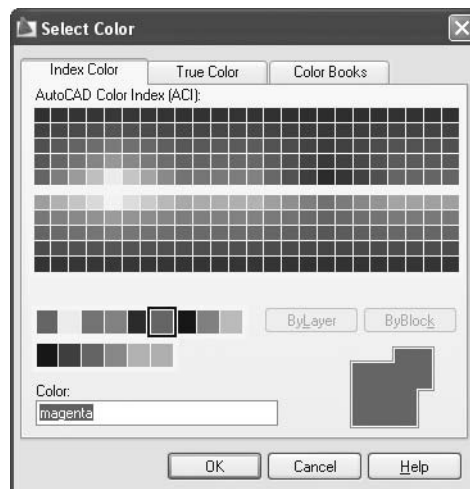 Select Color
Index Color True Color Color Books
AutoCAD Color Index (ACI):
ByLayer ByBlock
Color:
magenta
OK Cancel Help